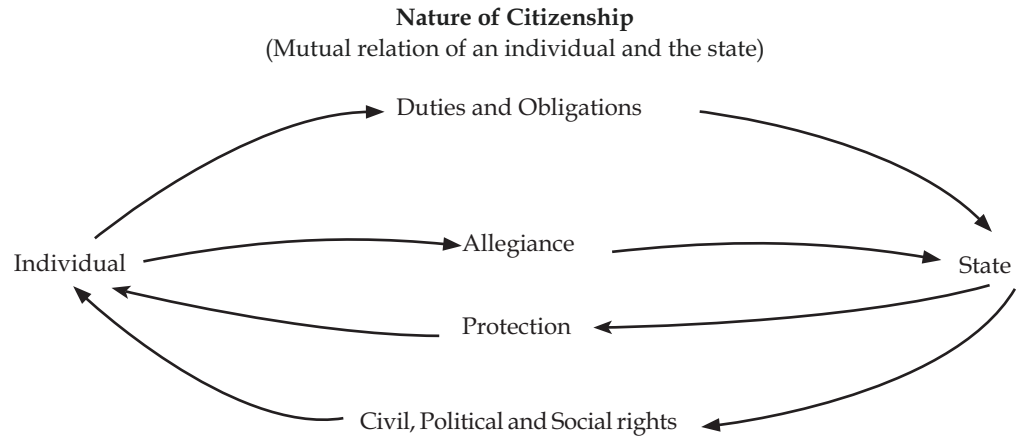 Nature of Citizenship
(Mutual relation of an individual and the state)
Duties and Obligations
Allegiance
Individual
State
Protection
Civil, Political and Social rights